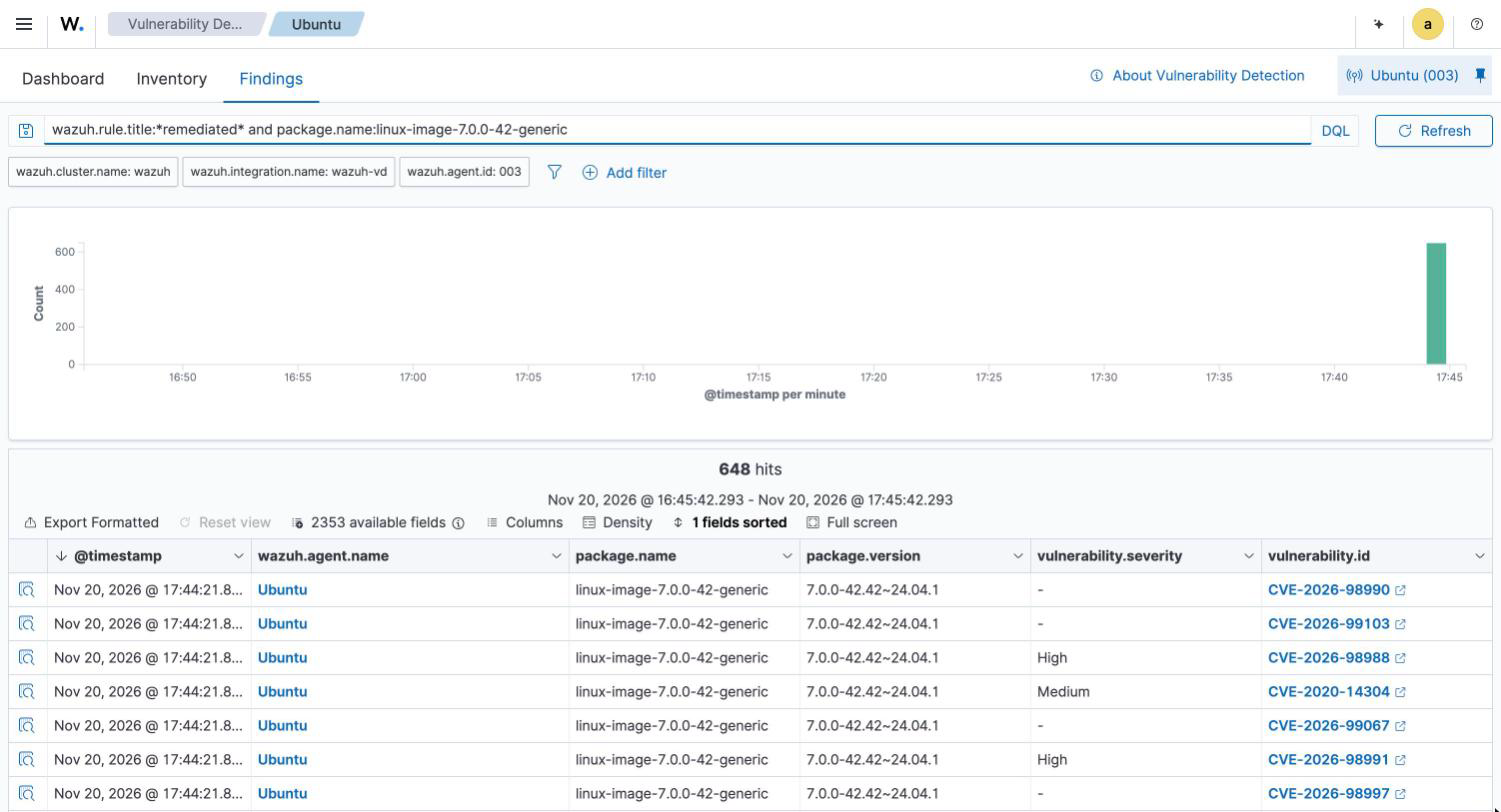 W. Vulnerability De... Ubuntu a
Dashboard Inventory Findings About Vulnerability Detection Ubuntu (003)
wazuh.rule.title:*remediated* and package.name:linux-image-7.0.0-42-generic DQL Refresh
wazuh.cluster.name: wazuh wazuh.integration.name: wazuh-vd wazuh.agent.id: 003 Add filter
600
400
200
0
Count
16:50 16:55 17:00 17:05 17:10 17:15 17:20 17:25 17:30 17:35 17:40 17:45
@timestamp per minute
648 hits
Nov 20, 2026 @ 16:45:42.293 - Nov 20, 2026 @ 17:45:42.293
Export Formatted Reset view 2353 available fields Columns Density 1 fields sorted Full screen
@timestamp wazuh.agent.name package.name package.version vulnerability.severity vulnerability.id
Nov 20, 2026 @ 17:44:21.8... Ubuntu linux-image-7.0.0-42-generic 7.0.0-42.42~24.04.1 - CVE-2026-98990
Nov 20, 2026 @ 17:44:21.8... Ubuntu linux-image-7.0.0-42-generic 7.0.0-42.42~24.04.1 - CVE-2026-99103
Nov 20, 2026 @ 17:44:21.8... Ubuntu linux-image-7.0.0-42-generic 7.0.0-42.42~24.04.1 High CVE-2026-98988
Nov 20, 2026 @ 17:44:21.8... Ubuntu linux-image-7.0.0-42-generic 7.0.0-42.42~24.04.1 Medium CVE-2020-14304
Nov 20, 2026 @ 17:44:21.8... Ubuntu linux-image-7.0.0-42-generic 7.0.0-42.42~24.04.1 - CVE-2026-99067
Nov 20, 2026 @ 17:44:21.8... Ubuntu linux-image-7.0.0-42-generic 7.0.0-42.42~24.04.1 High CVE-2026-98991
Nov 20, 2026 @ 17:44:21.8... Ubuntu linux-image-7.0.0-42-generic 7.0.0-42.42~24.04.1 - CVE-2026-98997